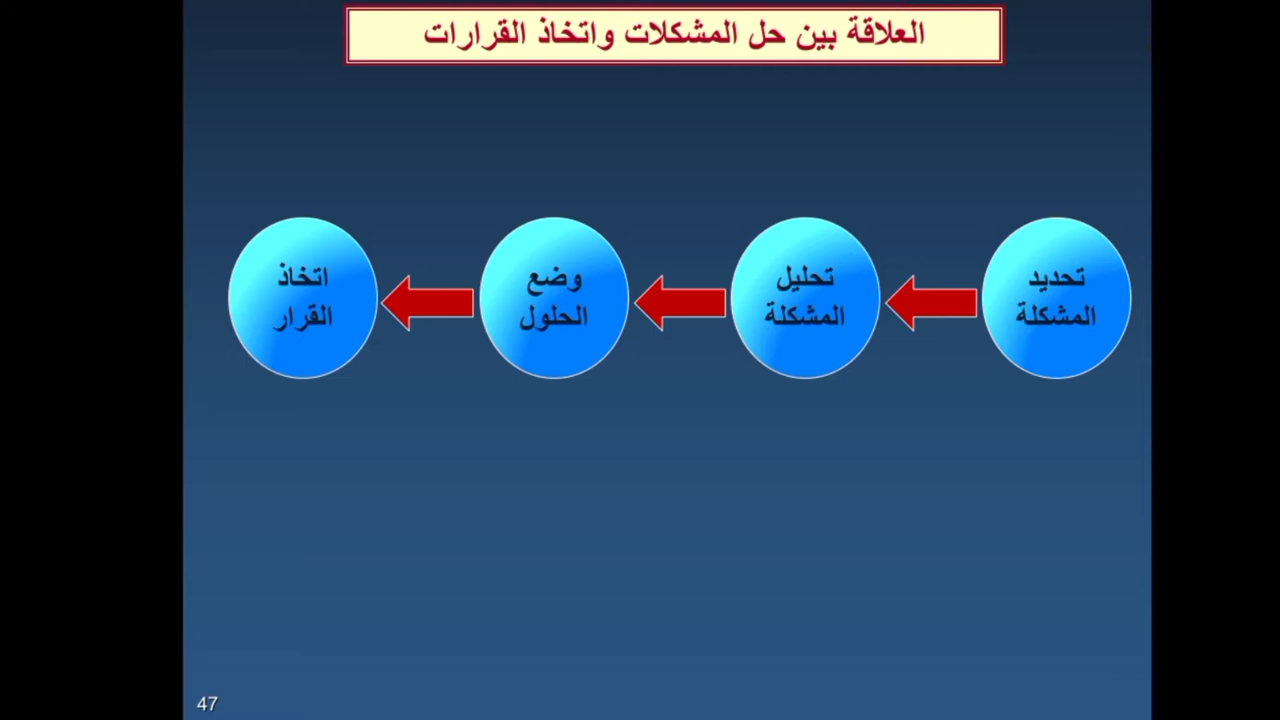 العلاقة بين حل المشكلات واتخاذ القرارات
تحديد
المشكلة
تحليل
المشكلة
وضع
الحلول
اتخاذ
القرار
47